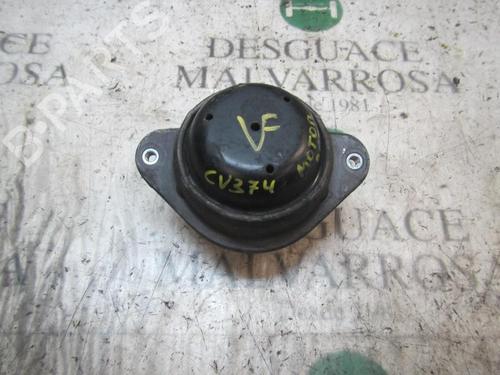 DESGUACE
MALVARROSA
1981
B-PARTS
VF
CV374
MOTOR
DESGUACE
MALVARROSA